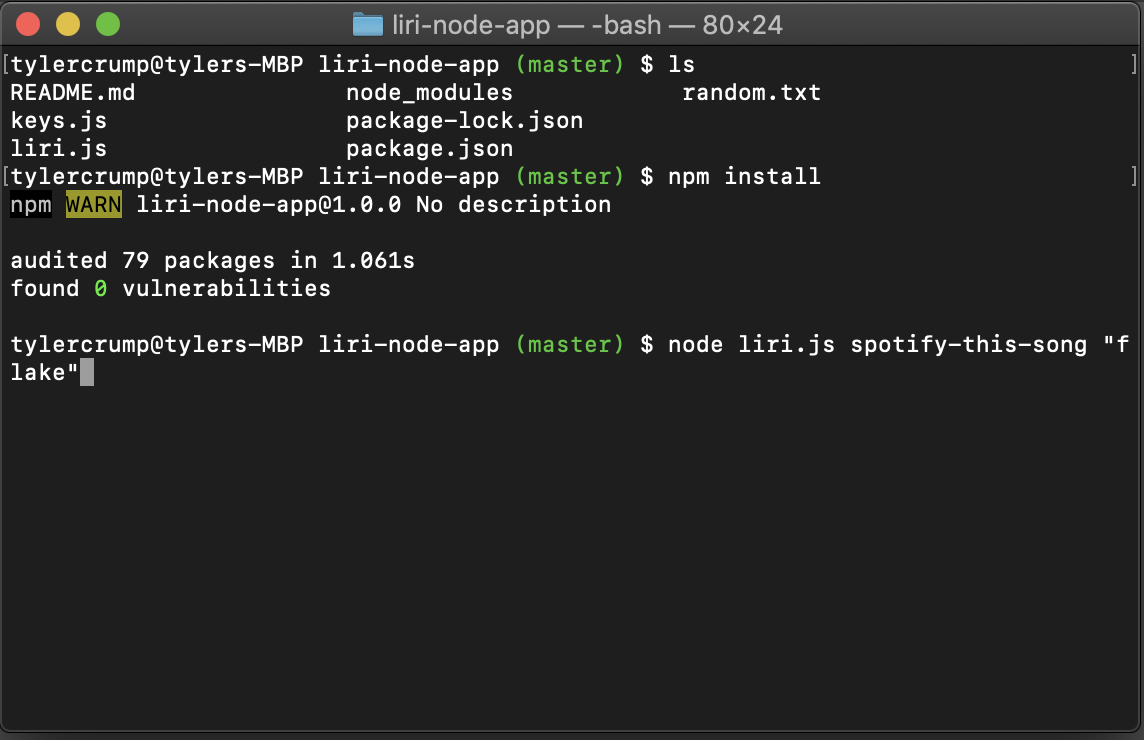 liri-node-app — -bash — 80×24
[tylercrump@tylers-MBP liri-node-app (master) $ ls ]
README.md node_modules random.txt
keys.js package-lock.json
liri.js package.json
[tylercrump@tylers-MBP liri-node-app (master) $ npm install ]
npm WARN liri-node-app@1.0.0 No description
audited 79 packages in 1.061s
found 0 vulnerabilities
tylercrump@tylers-MBP liri-node-app (master) $ node liri.js spotify-this-song "f
lake"